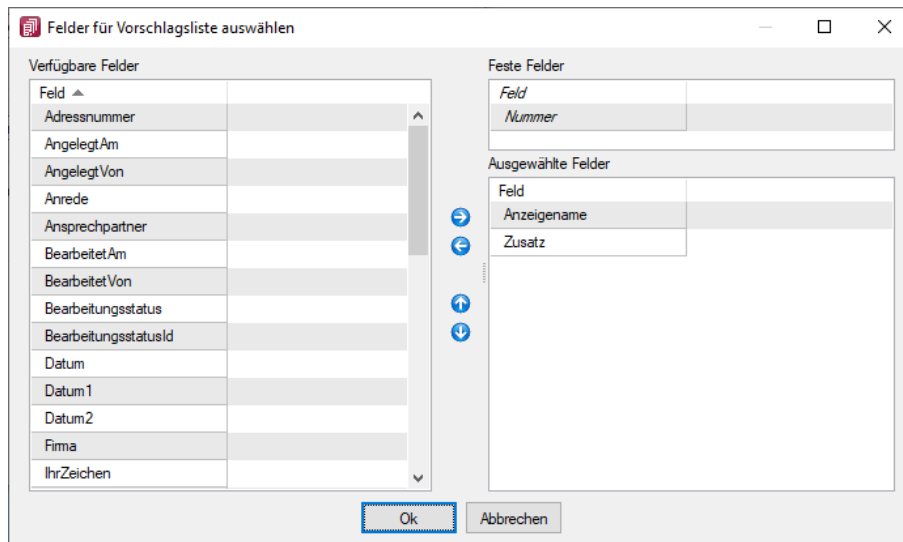 Felder für Vorschlagsliste auswählen
Verfügbare Felder
Feld
Adressnummer
AngelegtAm
AngelegtVon
Anrede
Ansprechpartner
BearbeitetAm
BearbeitetVon
Bearbeitungsstatus
BearbeitungsstatusId
Datum
Datum1
Datum2
Firma
IhrZeichen
Feste Felder
Feld
Nummer
Ausgewählte Felder
Feld
Anzeigename
Zusatz
Ok
Abbrechen